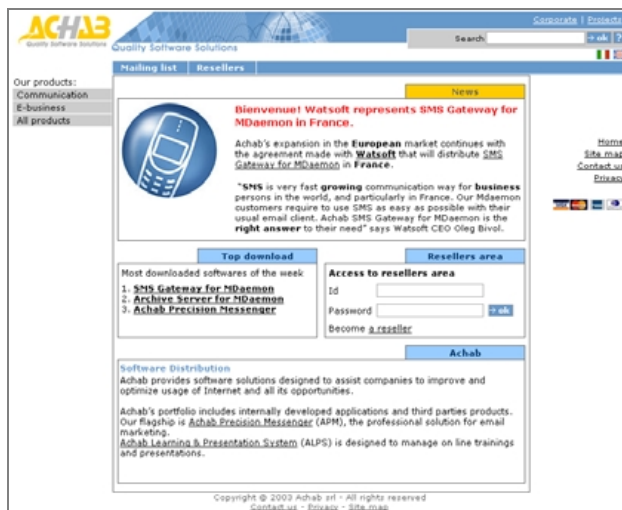 ACHAB
Quality Software Solutions
Quality Software Solutions
Corporate | Projects
Search ok ?
Mailing list | Resellers
Our products:
Communication
E-business
All products
News
Bienvenue! Watsoft represents SMS Gateway for
MDaemon in France.
Achab's expansion in the European market continues with
the agreement made with Watsoft that will distribute SMS
Gateway for MDaemon in France.
"SMS is very fast growing communication way for business
persons in the world, and particularly in France. Our Mdaemon
customers require to use SMS as easy as possible with their
usual email client. Achab SMS Gateway for MDaemon is the
right answer to their need" says Watsoft CEO Oleg Bivol.
Home
Site map
Contact us
Privacy
Top download
Most downloaded softwares of the week
1. SMS Gateway for MDaemon
2. Archive Server for MDaemon
3. Achab Precision Messenger
Resellers area
Access to resellers area
Id
Password ok
Become a reseller
Achab
Software Distribution
Achab provides software solutions designed to assist companies to improve and
optimize usage of Internet and all its opportunities.
Achab's portfolio includes internally developed applications and third parties products.
Our flagship is Achab Precision Messenger (APM), the professional solution for email
marketing.
Achab Learning & Presentation System (ALPS) is designed to manage on line trainings
and presentations.
Copyright @ 2003 Achab srl - All rights reserved
Contact us - Privacy - Site map